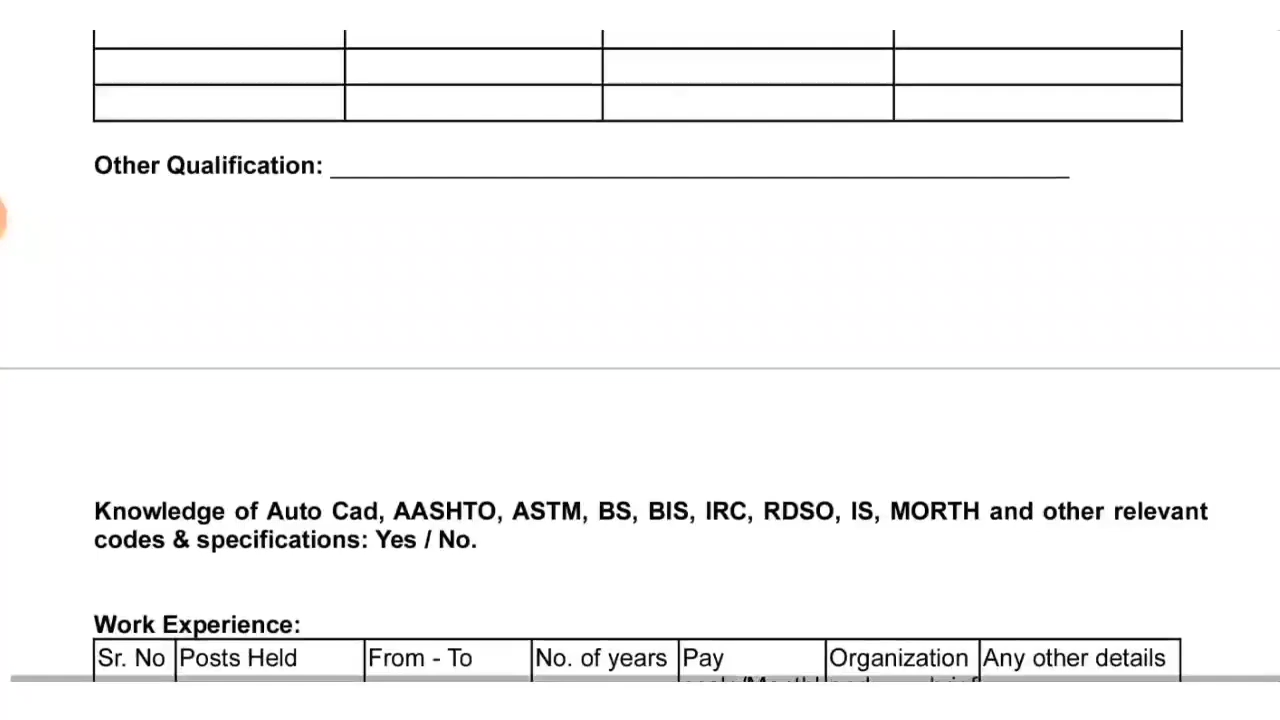 Other Qualification:
Knowledge of Auto Cad, AASHTO, ASTM, BS, BIS, IRC, RDSO, IS, MORTH and other relevant
codes & specifications: Yes / No.
Work Experience:
Sr. No Posts Held From - To No. of years Pay Organization Any other details